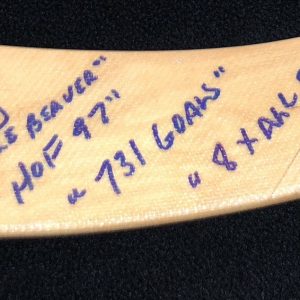 BEAVER"
HOF 97"
"731 GOALS"
"8 X ALL